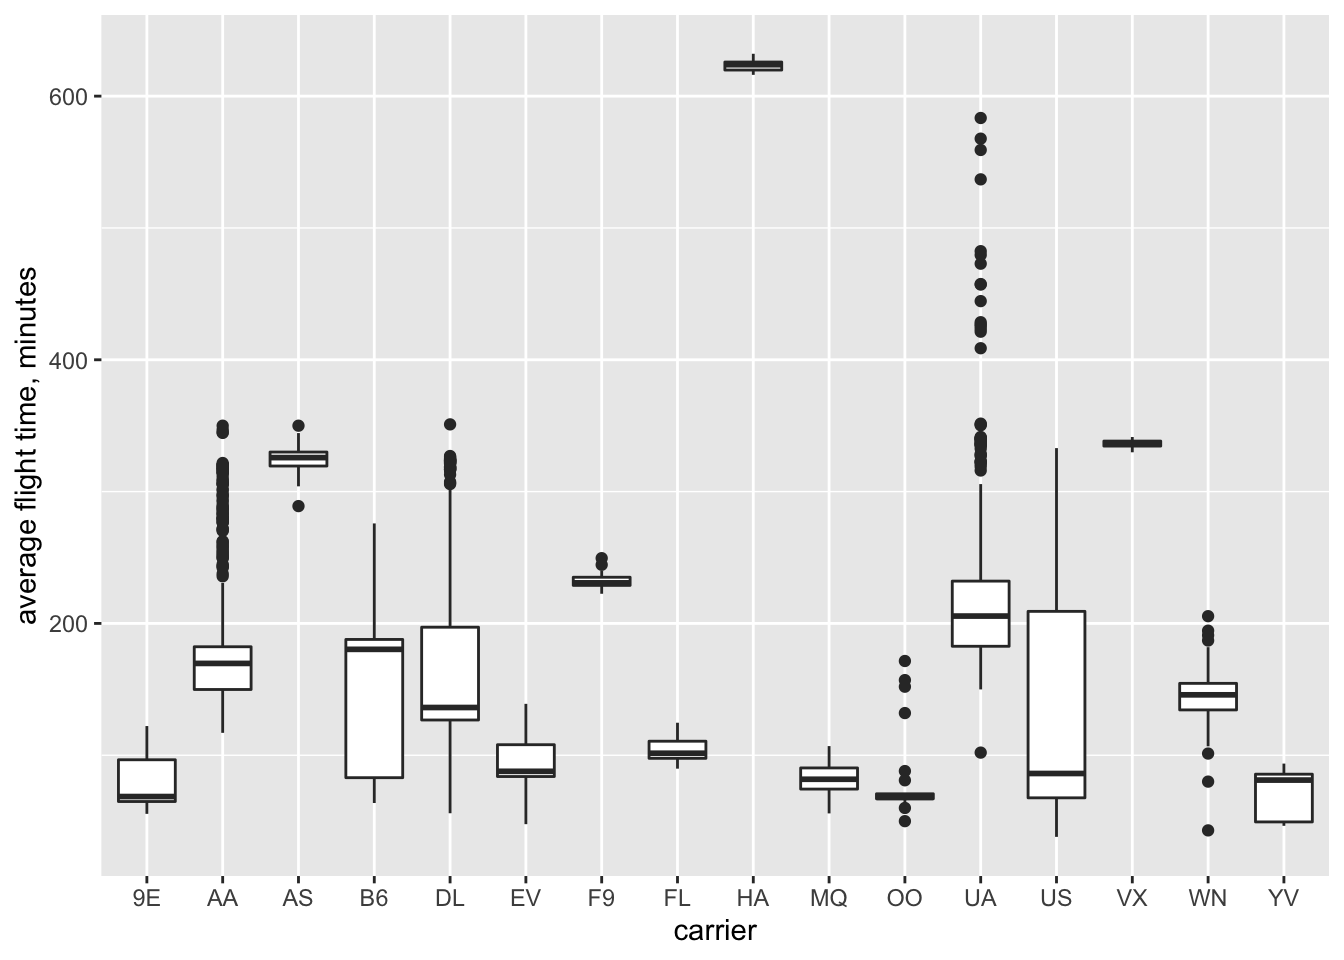 average flight time, minutes
600
400
200
9E AA AS B6 DL EV F9 FL HA MQ OO UA US VX WN YV
carrier